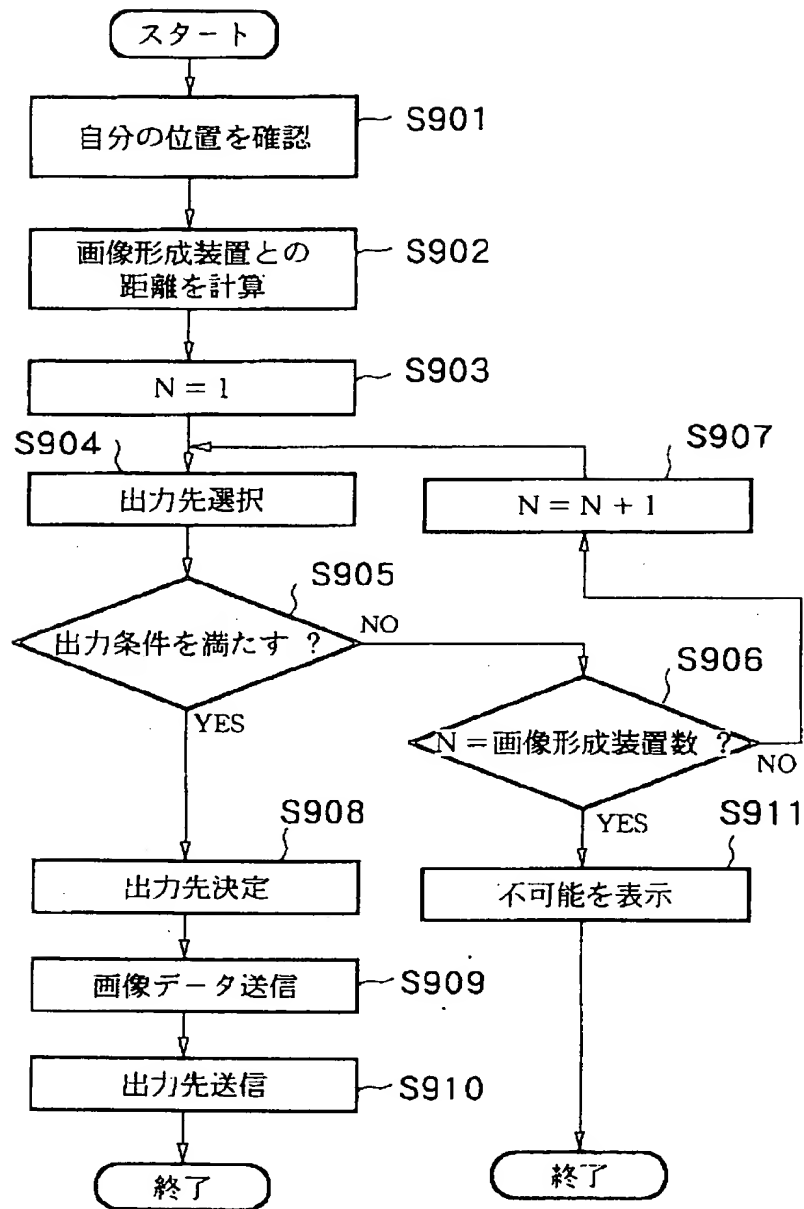 スタート
自分の位置を確認
S901
画像形成装置との
距離を計算
S902
N = 1
S903
S904
出力先選択
S907
N = N + 1
S905
出力条件を満たす ?
NO
YES
S906
N = 画像形成装置数 ?
NO
YES
S908
出力先決定
S911
不可能を表示
画像データ送信
S909
出力先送信
S910
終了
終了